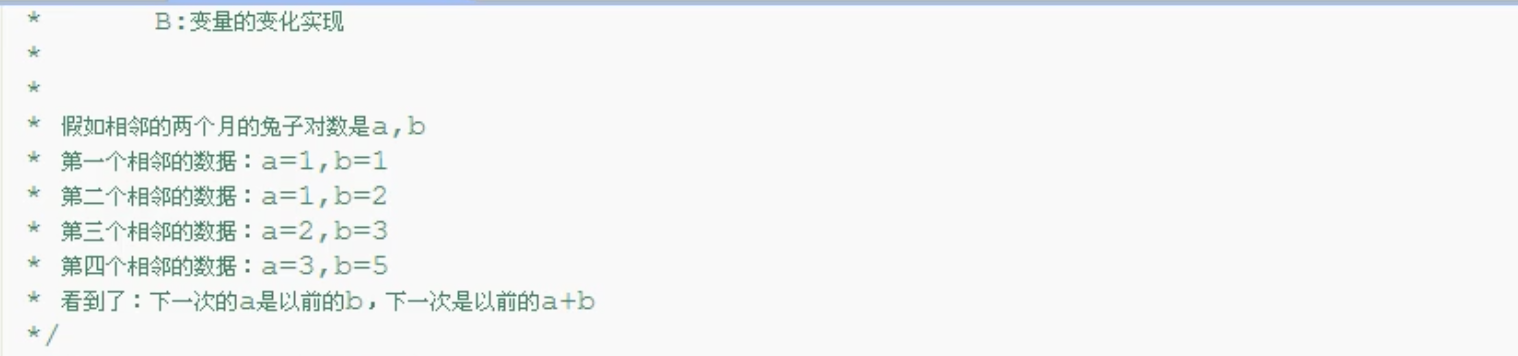 * B:变量的变化实现
*
*
* 假如相邻的两个月的兔子对数是a,b
* 第一个相邻的数据：a=1,b=1
* 第二个相邻的数据：a=1,b=2
* 第三个相邻的数据：a=2,b=3
* 第四个相邻的数据：a=3,b=5
* 看到了：下一次的a是以前的b，下一次是以前的a+b
*/